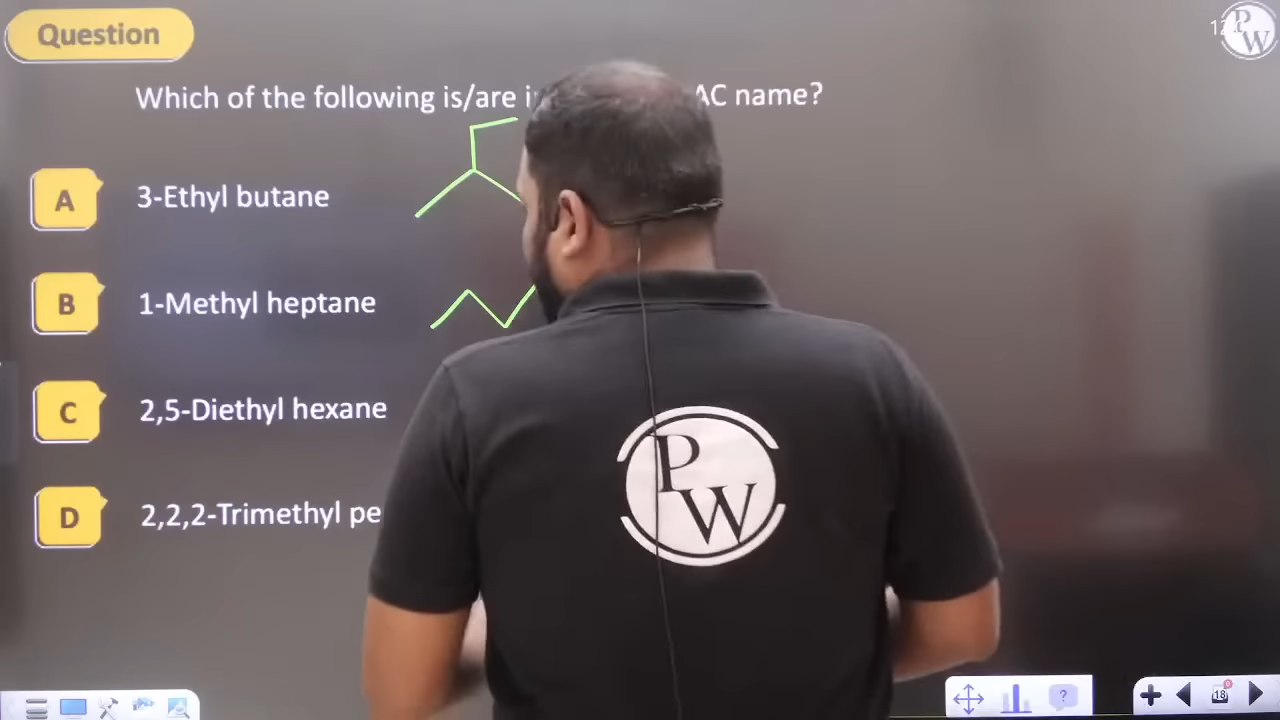 Question
Which of the following is/are AC name?
A
3-Ethyl butane
B
1-Methyl heptane
C
2,5-Diethyl hexane
D
2,2,2-Trimethyl pe
PW
PW
18